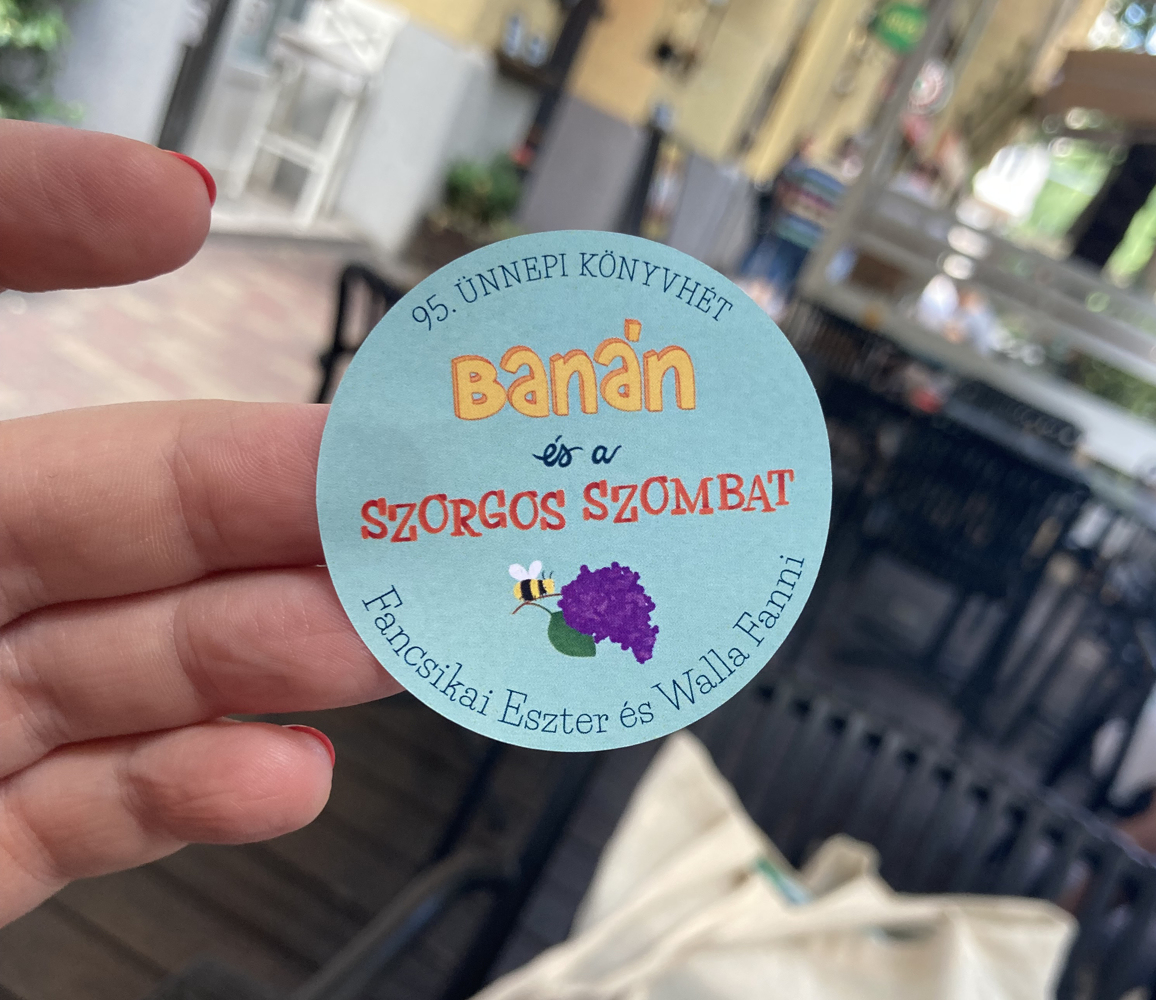 95. ÜNNEPI KÖNYVHÉT
Banán
és a
SZORGOS SZOMBAT
Fancsikai Eszter és Walla Fanni